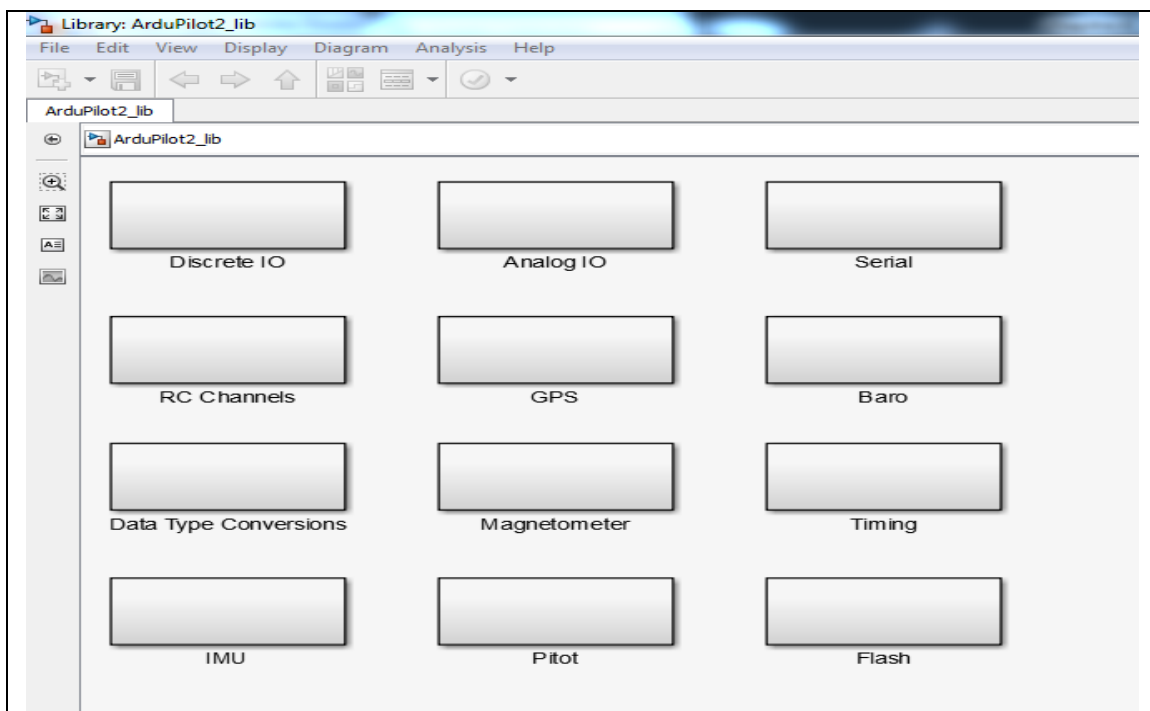 Library: ArduPilot2_lib
File Edit View Display Diagram Analysis Help
ArduPilot2_lib
ArduPilot2_lib
Discrete IO Analog IO Serial
RC Channels GPS Baro
Data Type Conversions Magnetometer Timing
IMU Pitot Flash